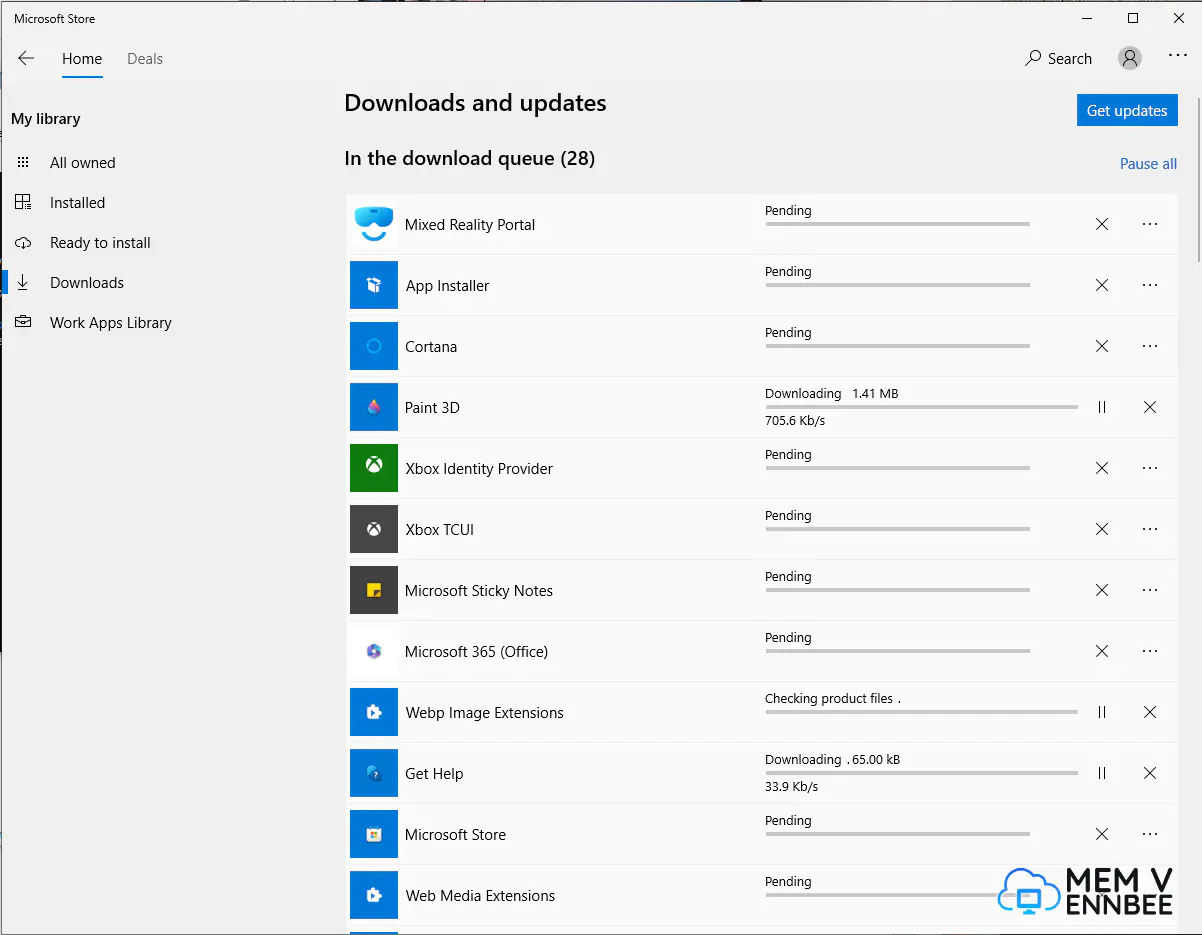 Microsoft Store
Home Deals
Search
My library
All owned
Installed
Ready to install
Downloads
Work Apps Library
Downloads and updates
Get updates
In the download queue (28)
Pause all
Mixed Reality Portal
Pending
App Installer
Pending
Cortana
Pending
Paint 3D
Downloading 1.41 MB
705.6 Kb/s
Xbox Identity Provider
Pending
Xbox TCUI
Pending
Microsoft Sticky Notes
Pending
Microsoft 365 (Office)
Pending
Webp Image Extensions
Checking product files .
Get Help
Downloading .65.00 kB
33.9 Kb/s
Microsoft Store
Pending
Web Media Extensions
Pending
MEM V
ENNBEE